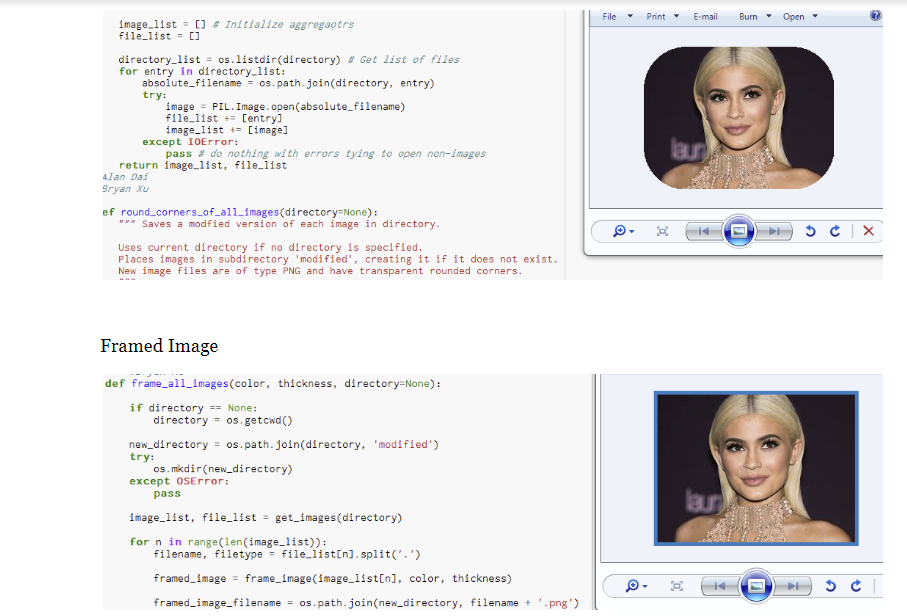 image_list = [] # Initialize aggregaotrs
file_list = []
directory_list = os.listdir(directory) # Get list of files
for entry in directory_list:
absolute_filename = os.path.join(directory, entry)
try:
image = PIL.Image.open(absolute_filename)
file_list += [entry]
image_list += [image]
except IOError:
pass # do nothing with errors tying to open non-images
return image_list, file_list
Alan Dai
Bryan Xu
ef round_corners_of_all_images(directory=None):
""" Saves a modfied version of each image in directory.
Uses current directory if no directory is specified.
Places images in subdirectory 'modified', creating it if it does not exist.
New image files are of type PNG and have transparent rounded corners.
"""
File Print E-mail Burn Open
laun
Framed Image
def frame_all_images(color, thickness, directory=None):
if directory == None:
directory = os.getcwd()
new_directory = os.path.join(directory, 'modified')
try:
os.mkdir(new_directory)
except OSError:
pass
image_list, file_list = get_images(directory)
for n in range(len(image_list)):
filename, filetype = file_list[n].split('.')
framed_image = frame_image(image_list[n], color, thickness)
framed_image_filename = os.path.join(new_directory, filename + '.png')
laun